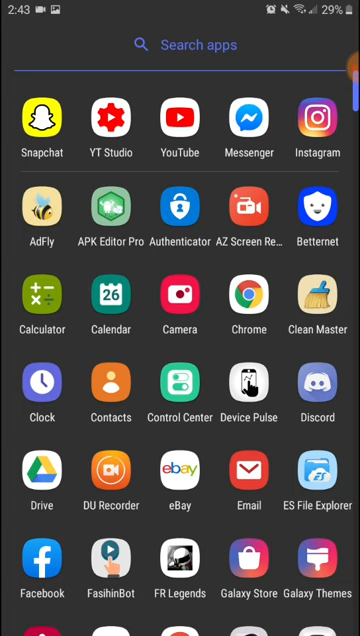 2:43 29%
Search apps
Snapchat YT Studio YouTube Messenger Instagram
AdFly APK Editor Pro Authenticator AZ Screen Re... Betternet
26
Calculator Calendar Camera Chrome Clean Master
Clock Contacts Control Center Device Pulse Discord
ebay
ES
Drive DU Recorder eBay Email ES File Explorer
Facebook FasihinBot FR Legends Galaxy Store Galaxy Themes